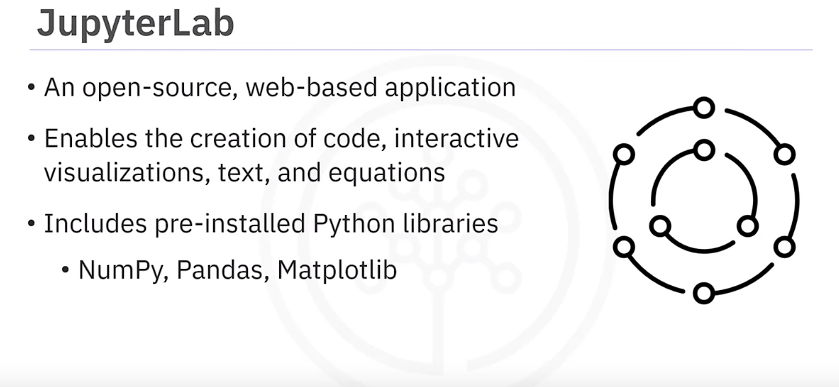 JupyterLab
• An open-source, web-based application
• Enables the creation of code, interactive
visualizations, text, and equations
• Includes pre-installed Python libraries
• NumPy, Pandas, Matplotlib